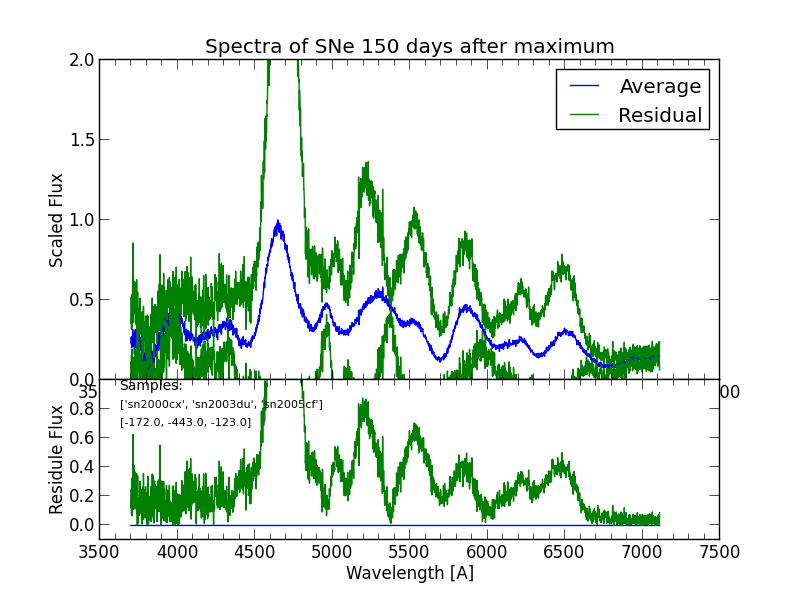 Spectra of SNe 150 days after maximum
2.0
1.5
1.0
0.5
0.0
Scaled Flux
Average
Residual
35
00
Samples:
['sn2000cx', 'sn2003du', 'sn2005cf']
[-172.0, -443.0, -123.0]
0.8
0.6
0.4
0.2
0.0
Residule Flux
3500 4000 4500 5000 5500 6000 6500 7000 7500
Wavelength [A]